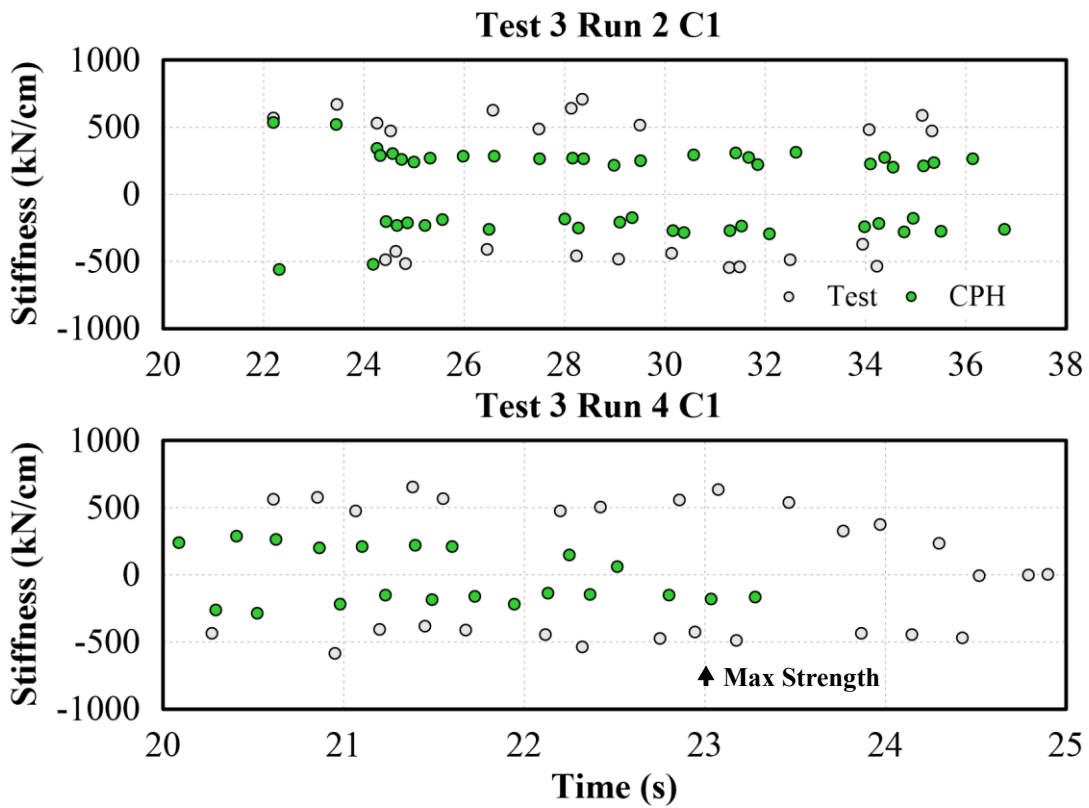 Test 3 Run 2 C1
Stiffness (kN/cm)
1000
500
0
-500
-1000
Test CPH
20 22 24 26 28 30 32 34 36 38
Test 3 Run 4 C1
Stiffness (kN/cm)
1000
500
0
-500
-1000
Max Strength
20 21 22 23 24 25
Time (s)